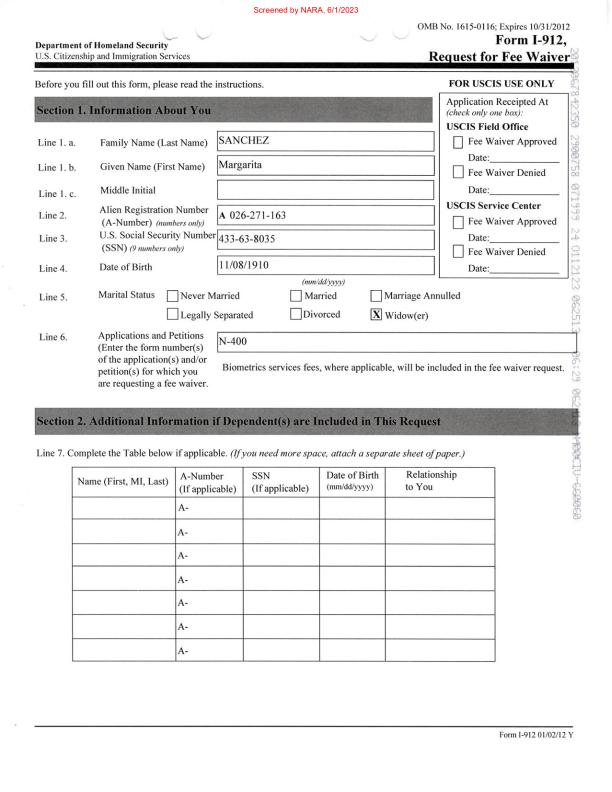 Screened by NARA, 6/1/2023
OMB No. 1615-0116; Expires 10/31/2012
Department of Homeland Security
U.S. Citizenship and Immigration Services
Form I-912,
Request for Fee Waiver
Before you fill out this form, please read the instructions.
FOR USCIS USE ONLY
Section 1. Information About You
Application Receipted At
(check only one box):
USCIS Field Office
Fee Waiver Approved
Date:
Fee Waiver Denied
Date:
USCIS Service Center
Fee Waiver Approved
Date:
Fee Waiver Denied
Date:
Line 1. a. Family Name (Last Name) SANCHEZ
Line 1. b. Given Name (First Name) Margarita
Line 1. c. Middle Initial
Line 2. Alien Registration Number
(A-Number) (numbers only) A 026-271-163
Line 3. U.S. Social Security Number
(SSN) (9 numbers only) 433-63-8035
Line 4. Date of Birth 11/08/1910
(mm/dd/yyyy)
Line 5. Marital Status Never Married Married Marriage Annulled
Legally Separated Divorced X Widow(er)
Line 6. Applications and Petitions
(Enter the form number(s)
of the application(s) and/or
petition(s) for which you
are requesting a fee waiver.
N-400
Biometrics services fees, where applicable, will be included in the fee waiver request.
Section 2. Additional Information if Dependent(s) are Included in This Request
Line 7. Complete the Table below if applicable. (If you need more space, attach a separate sheet of paper.)
Name (First, MI, Last) A-Number SSN Date of Birth Relationship
(If applicable) (If applicable) (mm/dd/yyyy) to You
A-
A-
A-
A-
A-
A-
A-
Form I-912 01/02/12 Y